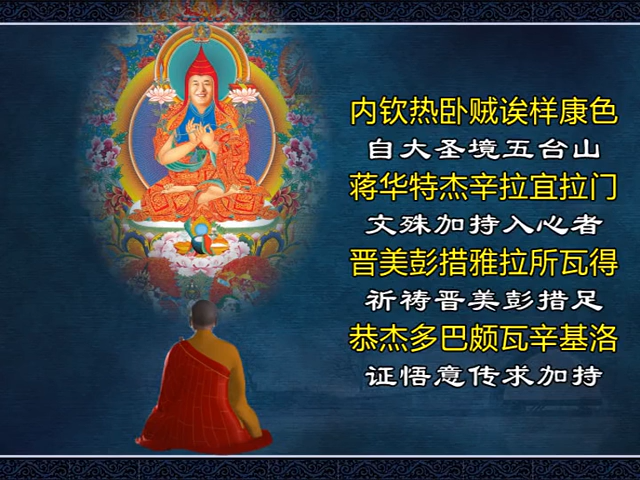 内钦热卧贼诶样康色
自大圣境五台山
蒋华特杰辛拉宜拉门
文殊加持入心者
晋美彭措雅拉所瓦得
祈祷晋美彭措足
恭杰多巴颇瓦辛基洛
证悟意传求加持